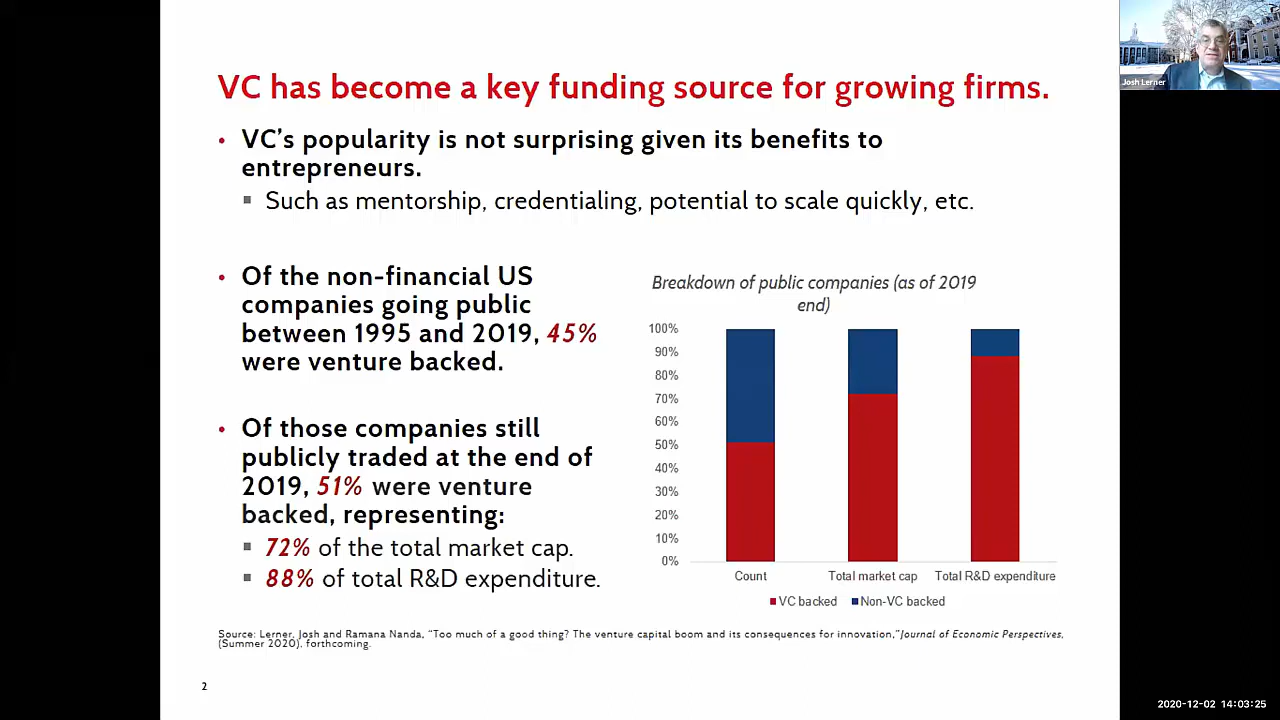 Josh Lerner
VC has become a key funding source for growing firms.
• VC's popularity is not surprising given its benefits to
entrepreneurs.
▪ Such as mentorship, credentialing, potential to scale quickly, etc.
• Of the non-financial US
companies going public
between 1995 and 2019, 45%
were venture backed.
• Of those companies still
publicly traded at the end of
2019, 51% were venture
backed, representing:
▪ 72% of the total market cap.
▪ 88% of total R&D expenditure.
Breakdown of public companies (as of 2019
end)
100%
90%
80%
70%
60%
50%
40%
30%
20%
10%
0%
Count Total market cap Total R&D expenditure
VC backed Non-VC backed
Source: Lerner, Josh and Ramana Nanda, “Too much of a good thing? The venture capital boom and its consequences for innovation,”Journal of Economic Perspectives,
(Summer 2020), forthcoming.
2
2020-12-02 14:03:25